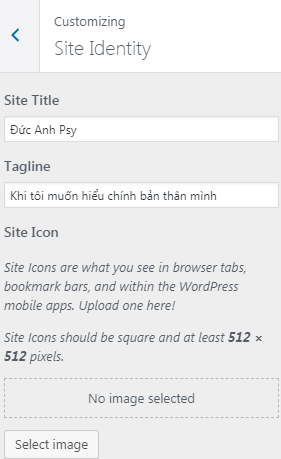 Customizing
Site Identity
Site Title
Đức Anh Psy
Tagline
Khi tôi muốn hiểu chính bản thân mình
Site Icon
Site Icons are what you see in browser tabs,
bookmark bars, and within the WordPress
mobile apps. Upload one here!
Site Icons should be square and at least 512 ×
512 pixels.
No image selected
Select image